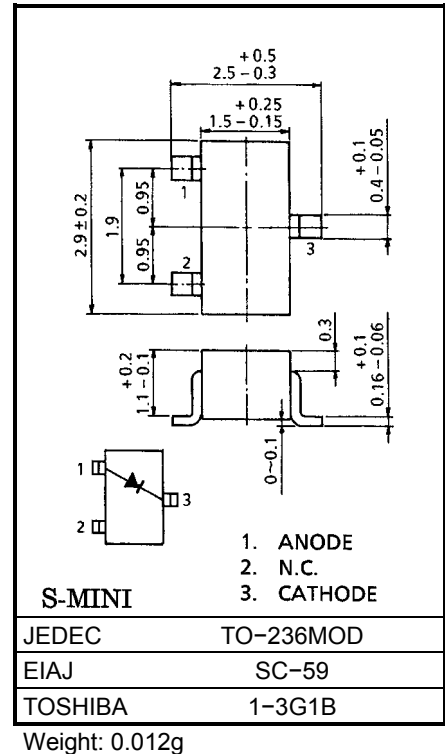 +0.5
2.5−0.3
+0.25
1.5−0.15
+0.1
0.4−0.05
2.9±0.2
1.9
0.95
0.95
1
2
3
+0.2
1.1−0.1
0.3
+0.1
0.16−0.06
0~0.1
1
2
3
1. ANODE
2. N.C.
3. CATHODE
S-MINI
JEDEC TO−236MOD
EIAJ SC−59
TOSHIBA 1−3G1B
Weight: 0.012g